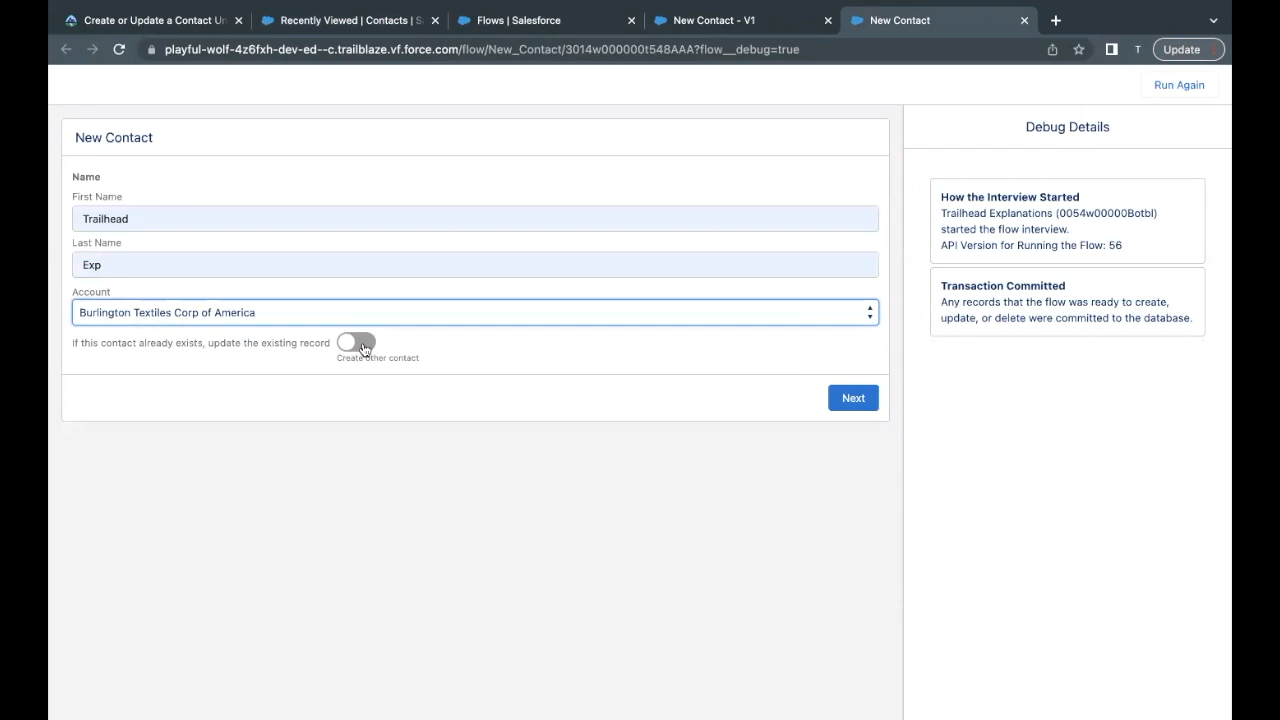 Create or Update a Contact Un
Recently Viewed | Contacts | S
Flows | Salesforce
New Contact - V1
New Contact
playful-wolf-4z6fxh-dev-ed--c.trailblaze.vf.force.com/flow/New_Contact/3014w000000t548AAA?flow__debug=true
T
Update
Run Again
New Contact
Name
First Name
Trailhead
Last Name
Exp
Account
Burlington Textiles Corp of America
If this contact already exists, update the existing record
Create other contact
Next
Debug Details
How the Interview Started
Trailhead Explanations (0054w00000Botbl)
started the flow interview.
API Version for Running the Flow: 56
Transaction Committed
Any records that the flow was ready to create,
update, or delete were committed to the database.